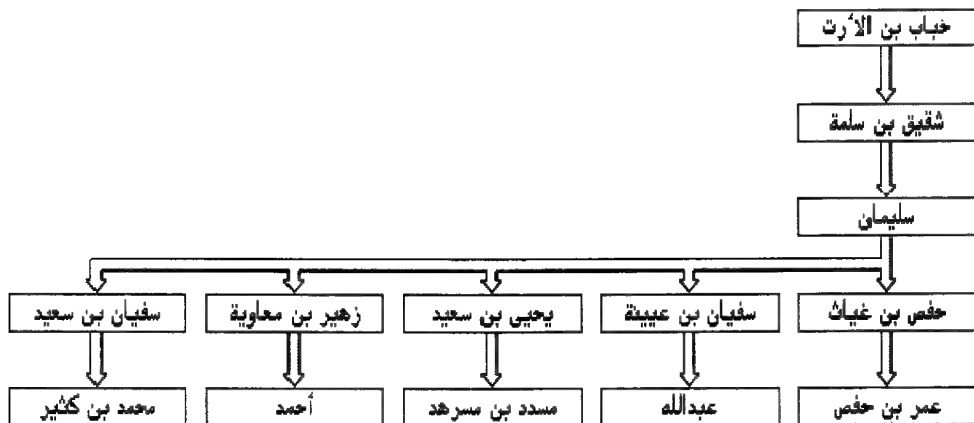 خباب بن الأرت
شقيق بن سلمة
سليمان
حفص بن غياث
سفيان بن عيينة
يحيى بن سعيد
زهير بن معاوية
سفيان بن سعيد
عمر بن حفص
عبدالله
مسدد بن مسرهد
أحمد
محمد بن كثير